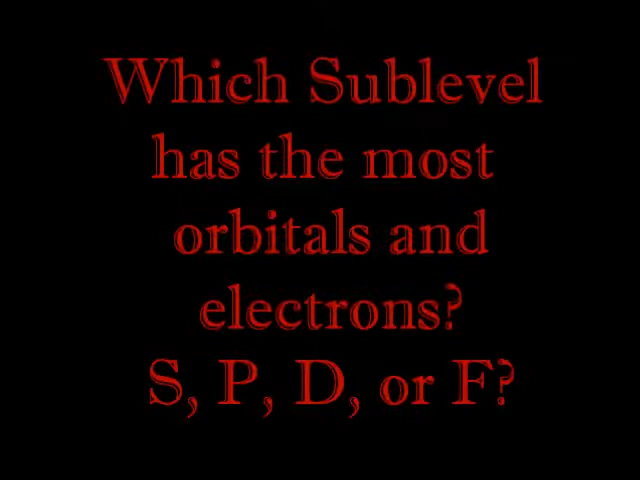 Which Sublevel
has the most
orbitals and
electrons?
S, P, D, or F?